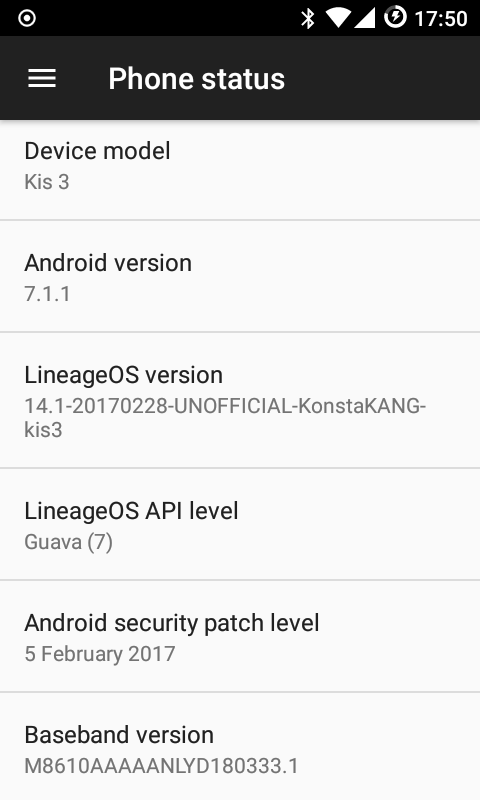 17:50
Phone status
Device model
Kis 3
Android version
7.1.1
LineageOS version
14.1-20170228-UNOFFICIAL-KonstaKANG-
kis3
LineageOS API level
Guava (7)
Android security patch level
5 February 2017
Baseband version
M8610AAAAANLYD180333.1